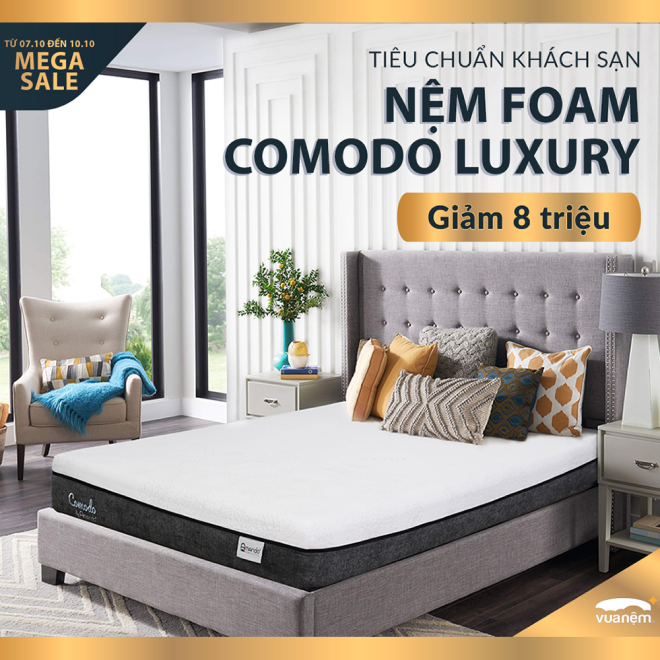 TỪ 07.10 ĐẾN 10.10
MEGA
SALE
TIÊU CHUẨN KHÁCH SẠN
NỆM FOAM
COMODO LUXURY
Giảm 8 triệu
Comodo
Amando
vuanệm